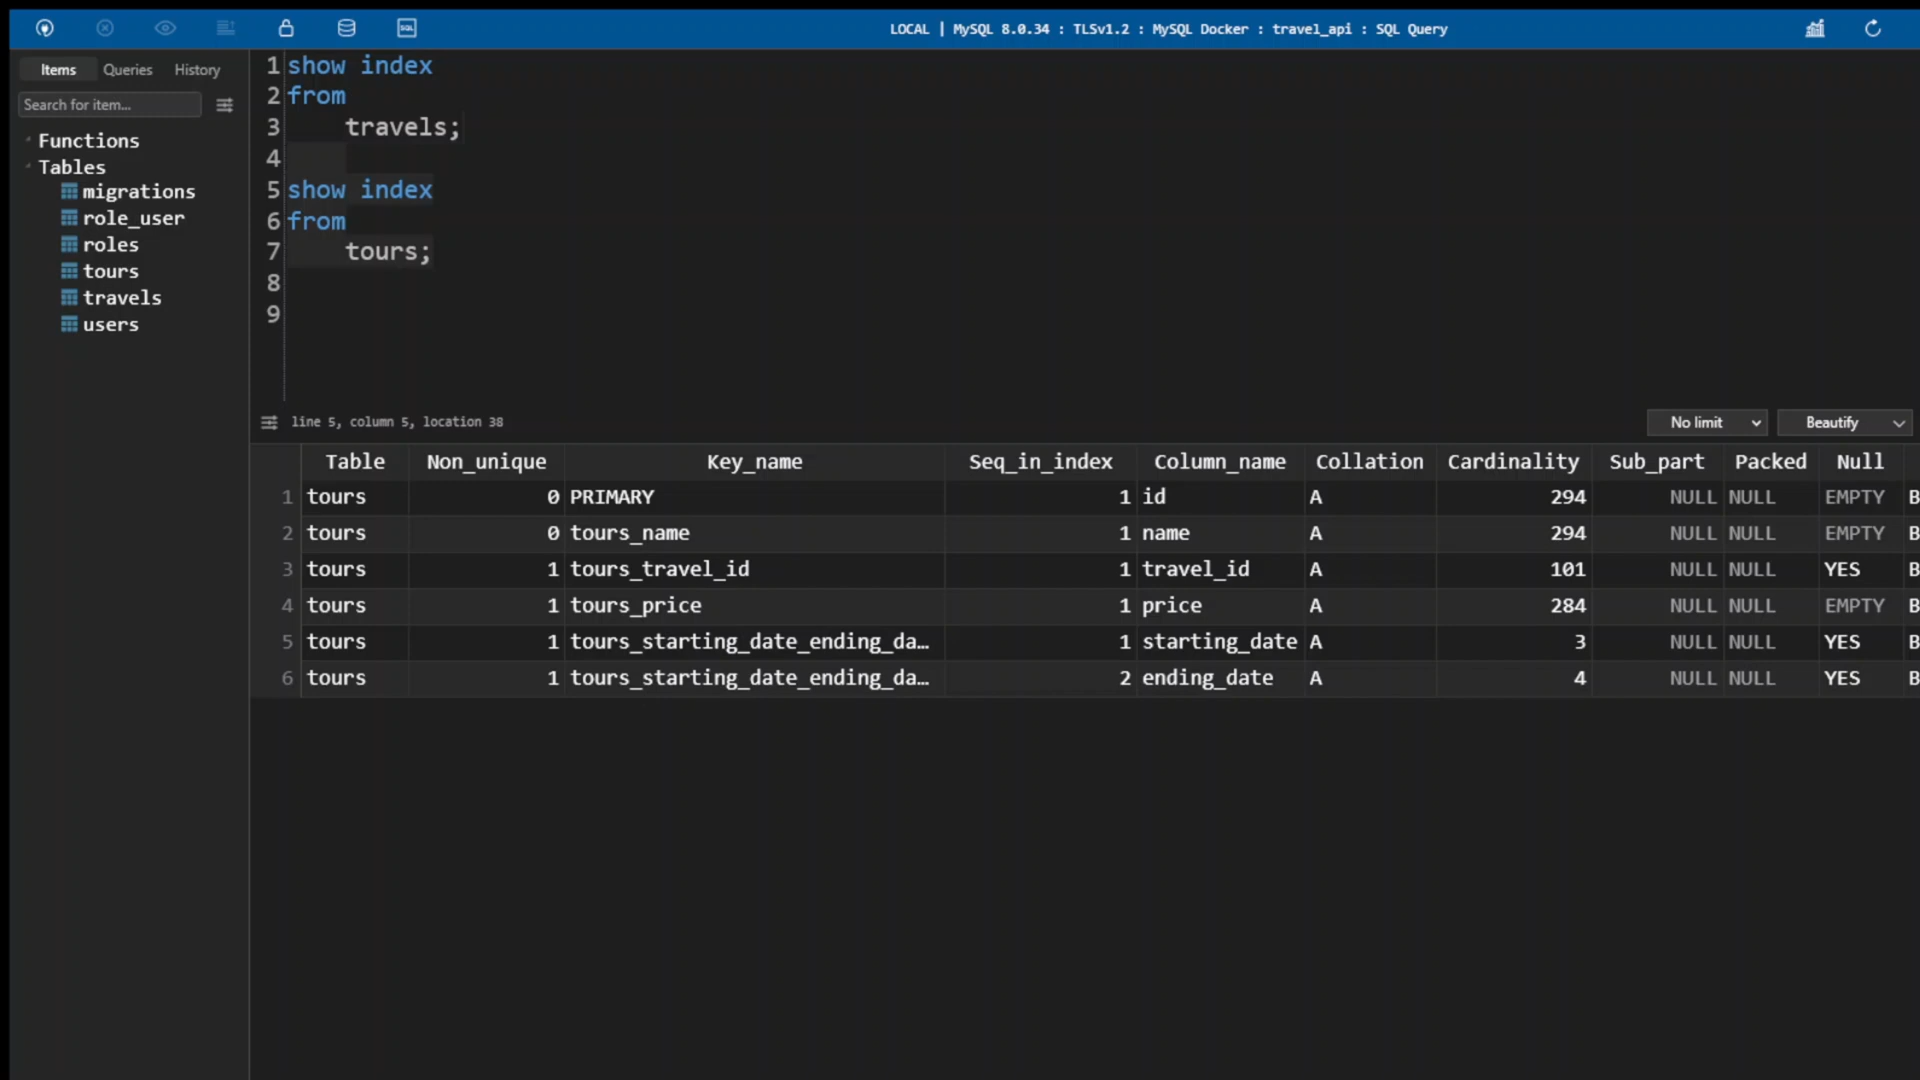 SQL
LOCAL | MySQL 8.0.34 : TLSv1.2 : MySQL Docker : travel_api : SQL Query
Items Queries History
Search for item...
Functions
Tables
migrations
role_user
roles
tours
travels
users
1 show index
2 from
3 travels;
4
5 show index
6 from
7 tours;
8
9
line 5, column 5, location 38
No limit
Beautify
Table Non_unique Key_name Seq_in_index Column_name Collation Cardinality Sub_part Packed Null
1 tours 0 PRIMARY 1 id A 294 NULL NULL EMPTY B
2 tours 0 tours_name 1 name A 294 NULL NULL EMPTY B
3 tours 1 tours_travel_id 1 travel_id A 101 NULL NULL YES B
4 tours 1 tours_price 1 price A 284 NULL NULL EMPTY B
5 tours 1 tours_starting_date_ending_da… 1 starting_date A 3 NULL NULL YES B
6 tours 1 tours_starting_date_ending_da… 2 ending_date A 4 NULL NULL YES B